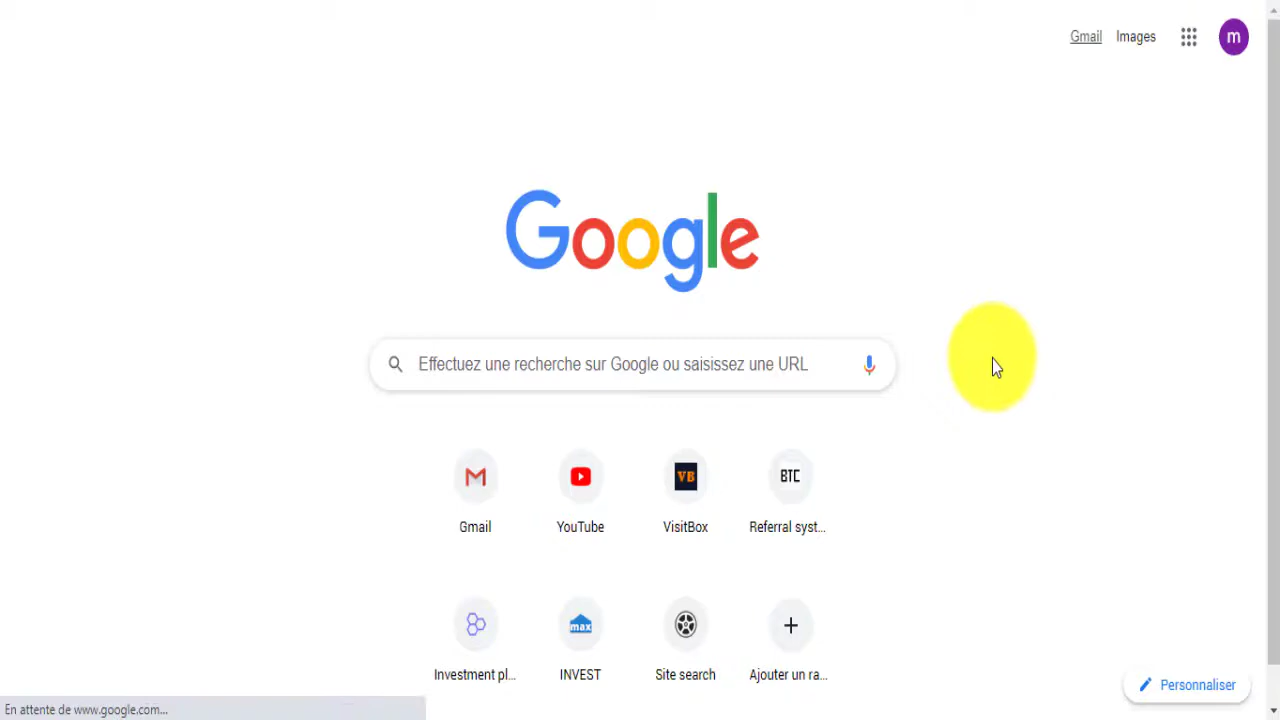 Gmail Images m
Google
Effectuez une recherche sur Google ou saisissez une URL
VB BTC
Gmail YouTube VisitBox Referral syst...
max
Investment pl... INVEST Site search Ajouter un ra...
Personnaliser
En attente de www.google.com...